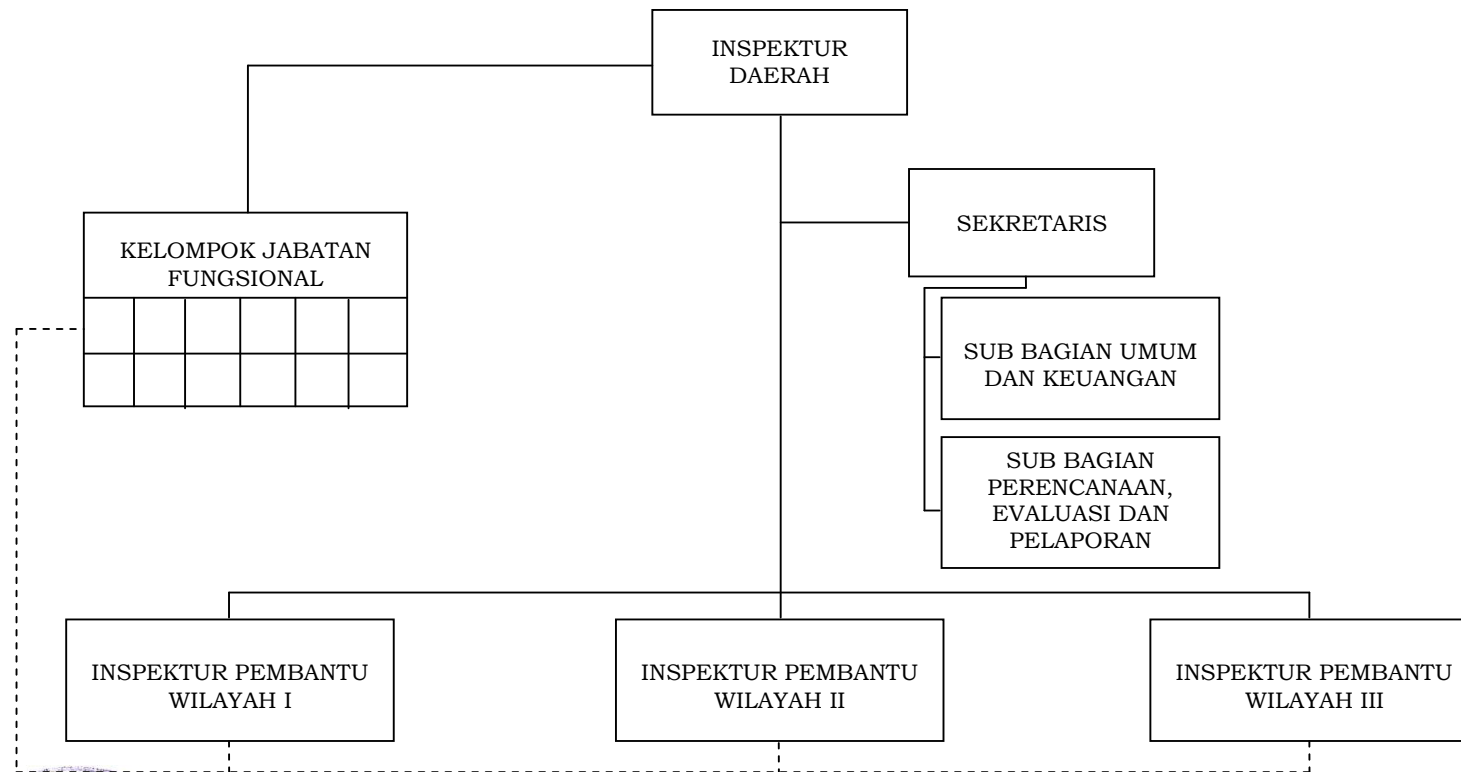 INSPEKTUR
DAERAH
SEKRETARIS
KELOMPOK JABATAN
FUNGSIONAL
SUB BAGIAN UMUM
DAN KEUANGAN
SUB BAGIAN
PERENCANAAN,
EVALUASI DAN
PELAPORAN
INSPEKTUR PEMBANTU
WILAYAH I
INSPEKTUR PEMBANTU
WILAYAH II
INSPEKTUR PEMBANTU
WILAYAH III